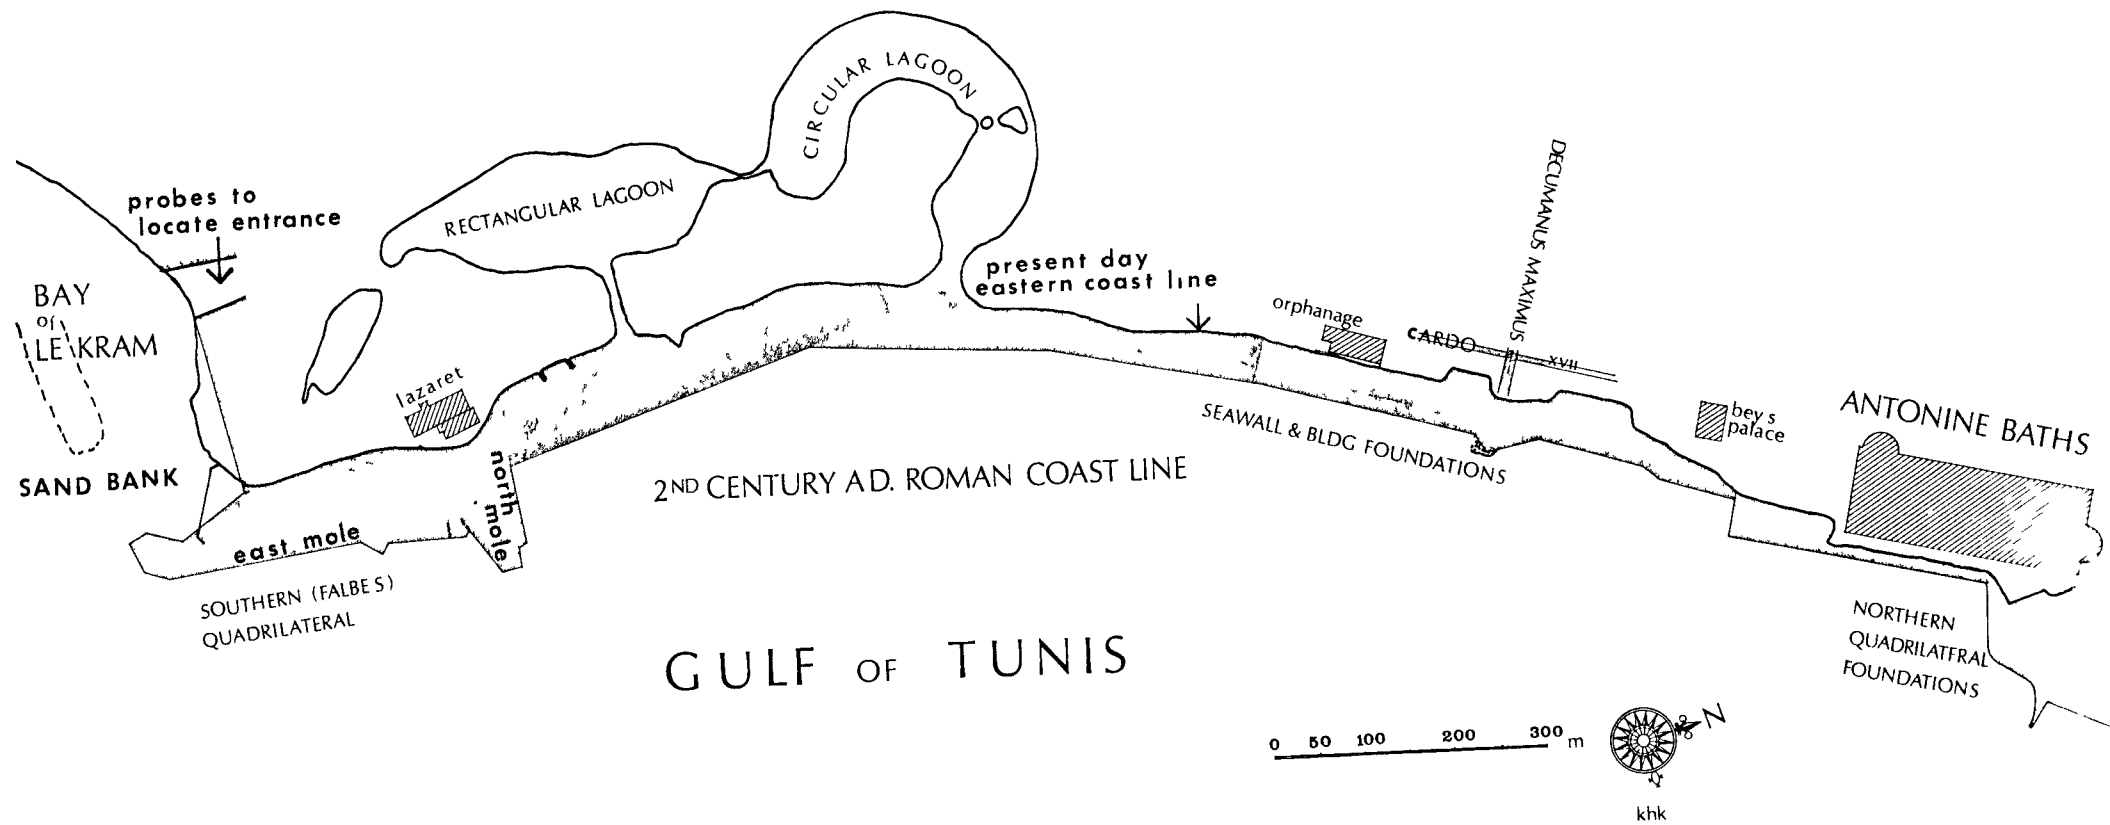 CIRCULAR LAGOON
RECTANGULAR LAGOON
probes to
locate entrance
BAY
of
LE KRAM
SAND BANK
lazaret
north
mole
east mole
SOUTHERN (FALBE S)
QUADRILATERAL
present day
eastern coast line
orphanage
CARDO XVII
DECUMANUS MAXIMUS
SEAWALL & BLDG FOUNDATIONS
2ND CENTURY A D. ROMAN COAST LINE
bey s
palace
ANTONINE BATHS
NORTHERN
QUADRILATFRAL
FOUNDATIONS
GULF OF TUNIS
0 50 100 200 300 m
N
khk